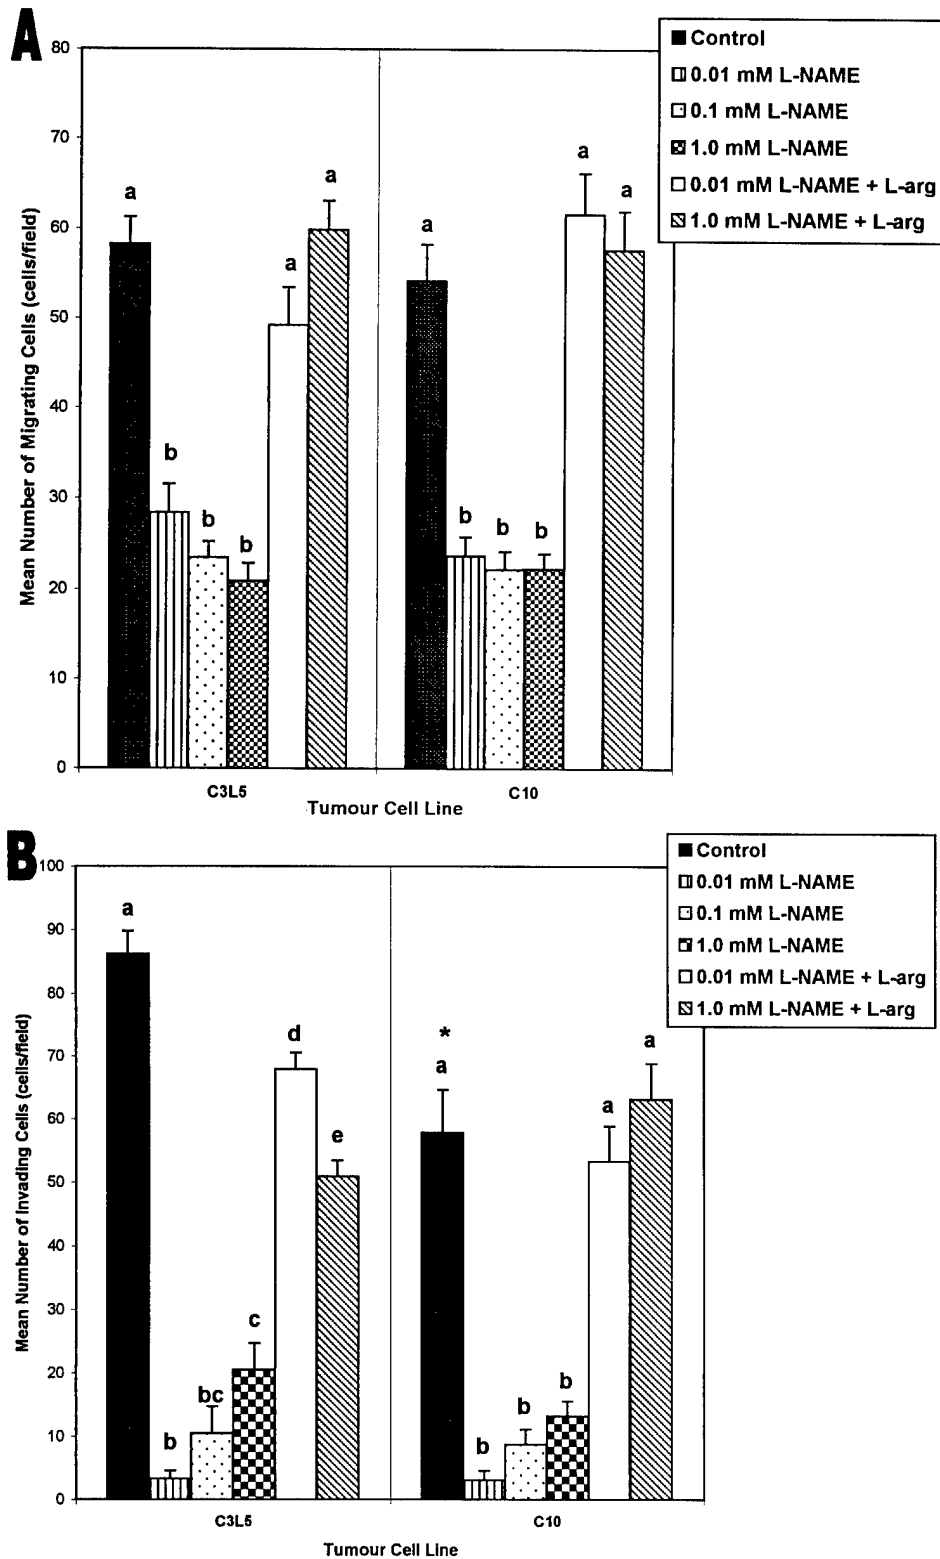 A
80
70
60
50
40
30
20
10
0
Mean Number of Migrating Cells (cells/field)
a
b
b
b
a
a
a
b
b
b
a
a
C3L5
C10
Tumour Cell Line
Control
0.01 mM L-NAME
0.1 mM L-NAME
1.0 mM L-NAME
0.01 mM L-NAME + L-arg
1.0 mM L-NAME + L-arg
B
100
90
80
70
60
50
40
30
20
10
0
Mean Number of Invading Cells (cells/field)
a
b
bc
c
d
e
*
a
b
b
b
a
a
C3L5
C10
Tumour Cell Line
Control
0.01 mM L-NAME
0.1 mM L-NAME
1.0 mM L-NAME
0.01 mM L-NAME + L-arg
1.0 mM L-NAME + L-arg